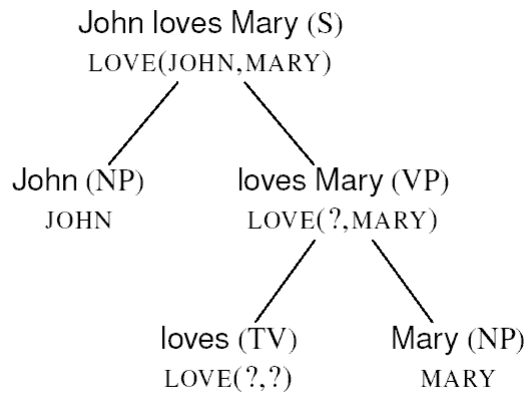 John loves Mary (S)
LOVE(JOHN,MARY)
John (NP)
JOHN
loves Mary (VP)
LOVE(?,MARY)
loves (TV)
LOVE(?,?)
Mary (NP)
MARY